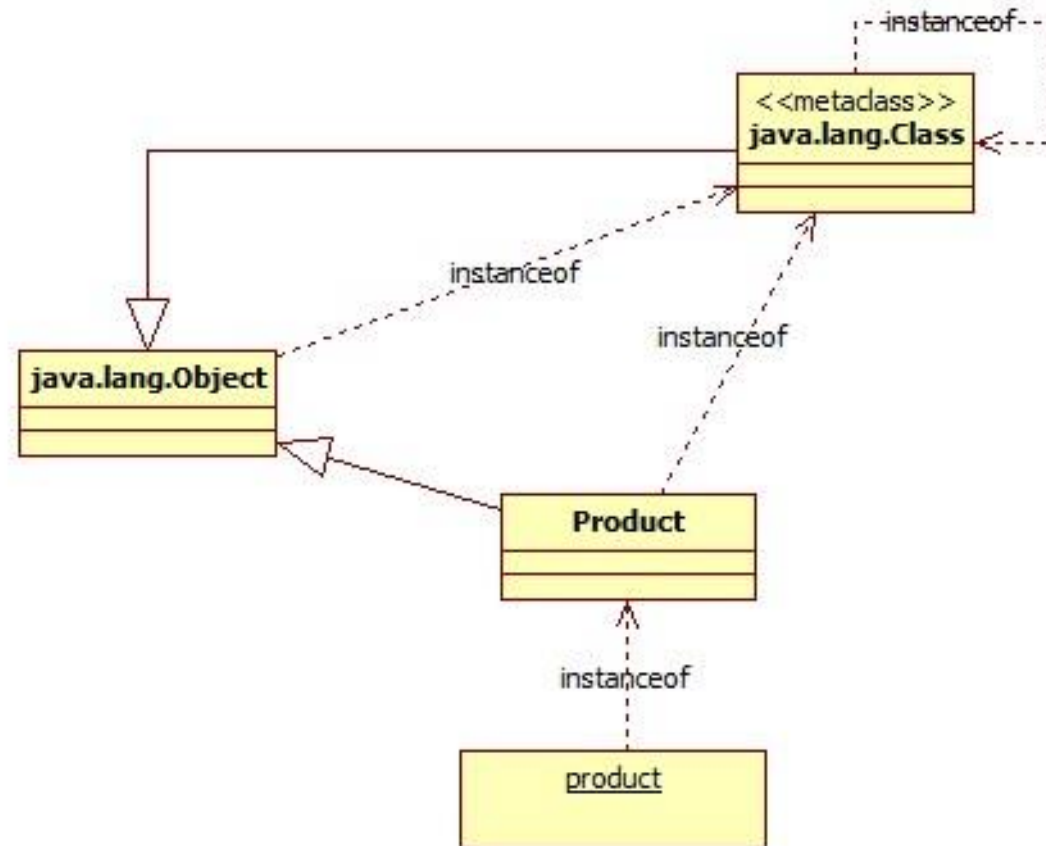 instanceof
<<metaclass>>
java.lang.Class
instanceof
instanceof
java.lang.Object
Product
instanceof
product